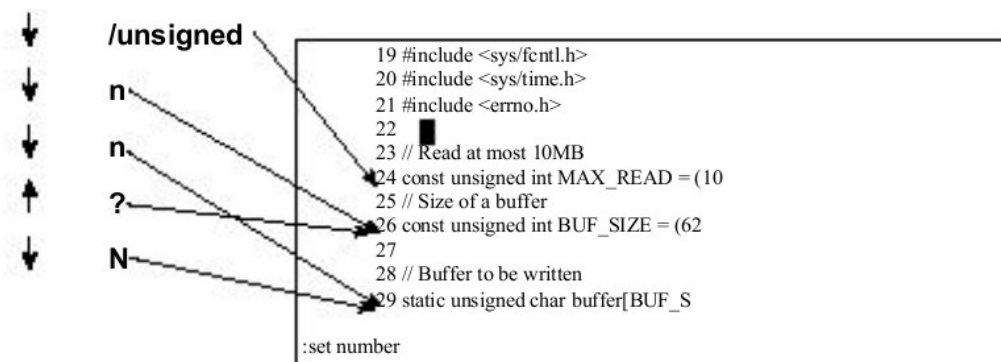 /unsigned
n
n
?
N
19 #include <sys/fcntl.h>
20 #include <sys/time.h>
21 #include <errno.h>
22
23 // Read at most 10MB
24 const unsigned int MAX_READ = (10
25 // Size of a buffer
26 const unsigned int BUF_SIZE = (62
27
28 // Buffer to be written
29 static unsigned char buffer[BUF_S
:set number